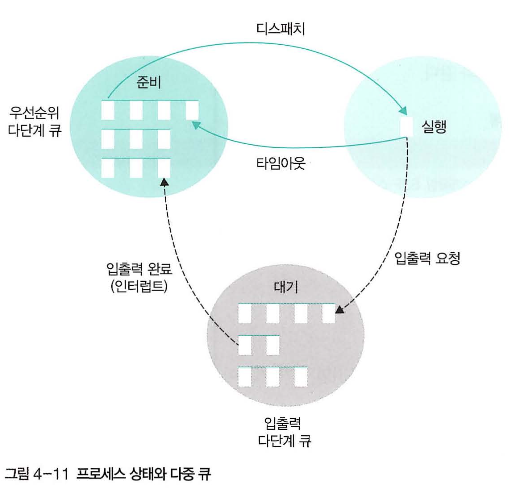 디스패치
준비
우선순위
다단계 큐
실행
타임아웃
입출력 완료
(인터럽트)
입출력 요청
대기
입출력
다단계 큐
그림 4-11 프로세스 상태와 다중 큐